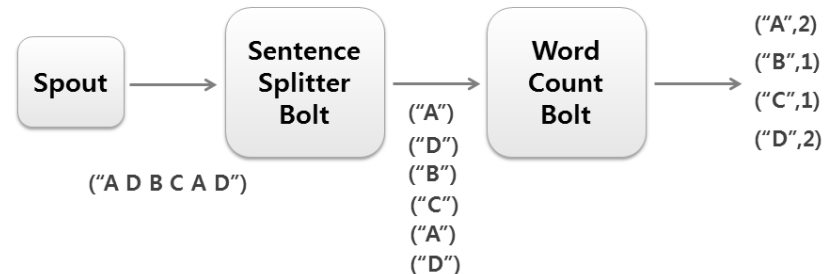 Spout
Sentence
Splitter
Bolt
Word
Count
Bolt
(“A D B C A D”)
(“A”)
(“D”)
(“B”)
(“C”)
(“A”)
(“D”)
(“A”,2)
(“B”,1)
(“C”,1)
(“D”,2)